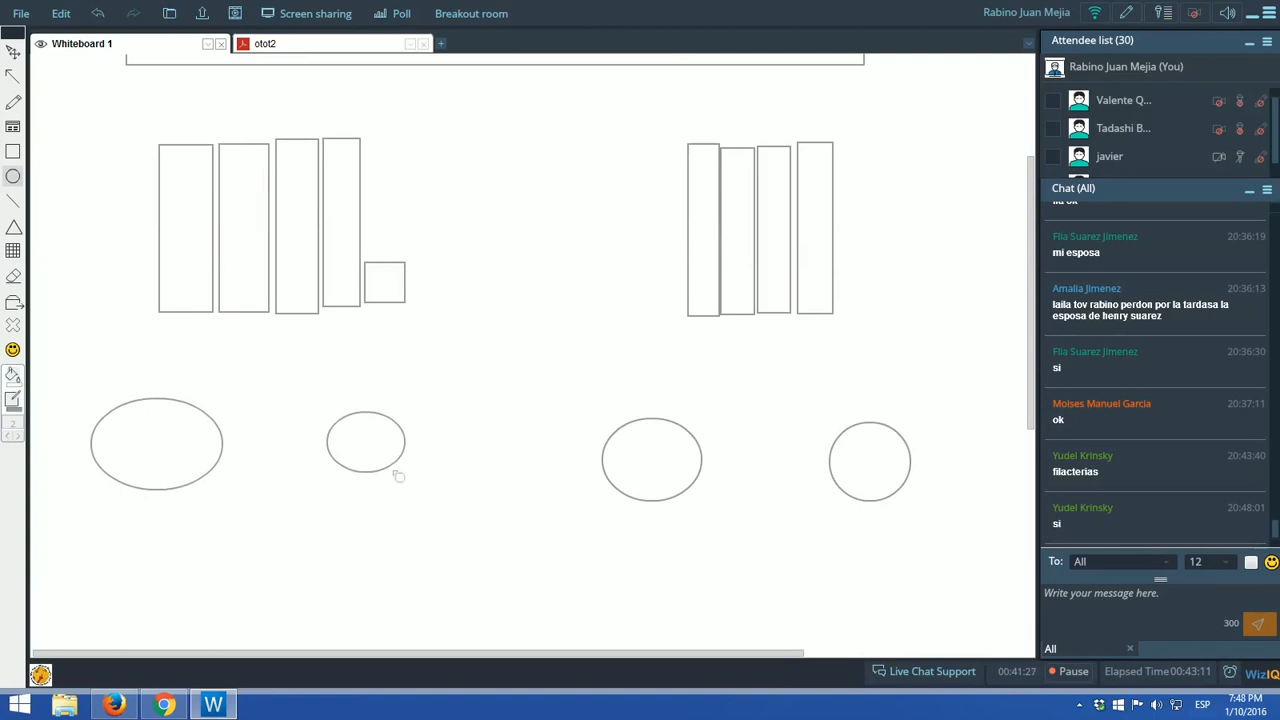 File Edit Screen sharing Poll Breakout room Rabino Juan Mejia
Whiteboard 1 otot2
Attendee list (30)
Rabino Juan Mejia (You)
Valente Q...
Tadashi B...
javier
Chat (All)
lia ok
Flia Suarez Jimenez 20:36:19
mi esposa
Amalia Jimenez 20:36:13
laila tov rabino perdon por la tardasa la
esposa de henry suarez
Flia Suarez Jimenez 20:36:30
si
Moises Manuel Garcia 20:37:11
ok
Yudel Krinsky 20:43:40
filacterias
Yudel Krinsky 20:48:01
si
To: All 12
Write your message here.
300
All
2
Live Chat Support 00:41:27 Pause Elapsed Time 00:43:11 WizIQ
W ESP 7:48 PM
1/10/2016